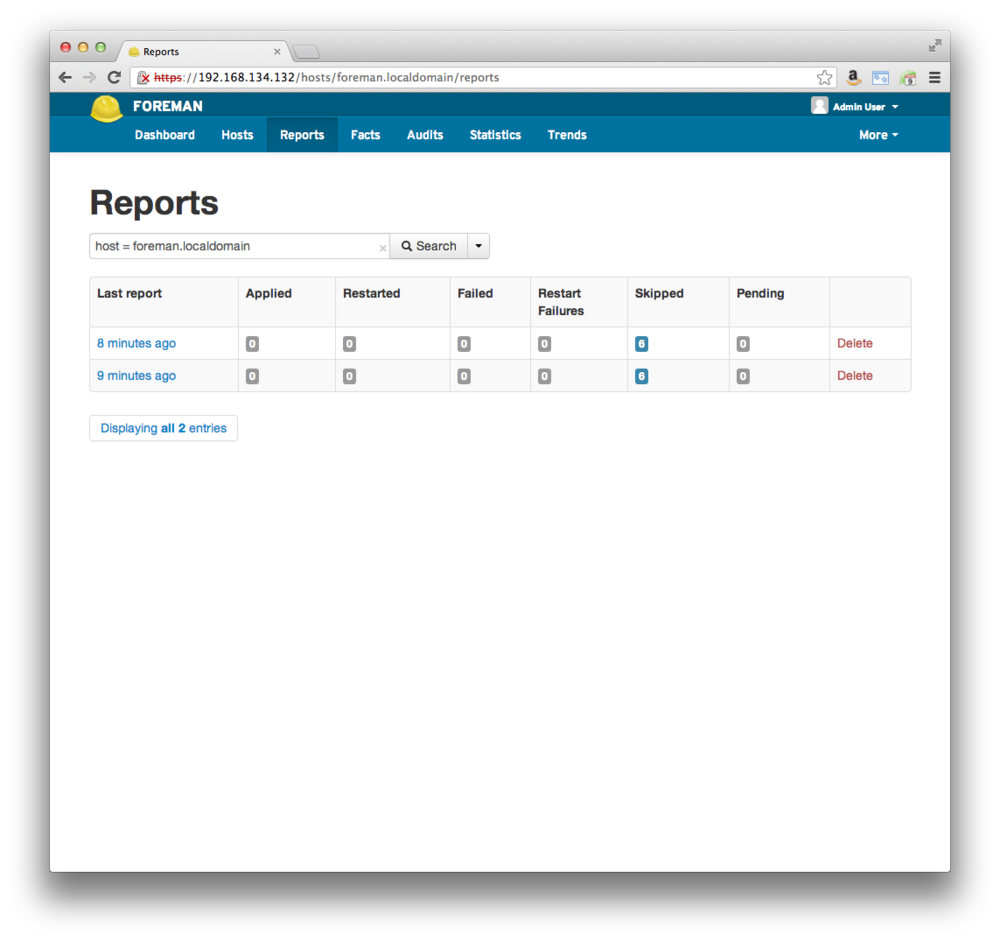 Reports
https://192.168.134.132/hosts/foreman.localdomain/reports
FOREMAN
Admin User
Dashboard Hosts Reports Facts Audits Statistics Trends More
Reports
host = foreman.localdomain × Search
Last report Applied Restarted Failed Restart Failures Skipped Pending
8 minutes ago 0 0 0 0 6 0 Delete
9 minutes ago 0 0 0 0 6 0 Delete
Displaying all 2 entries